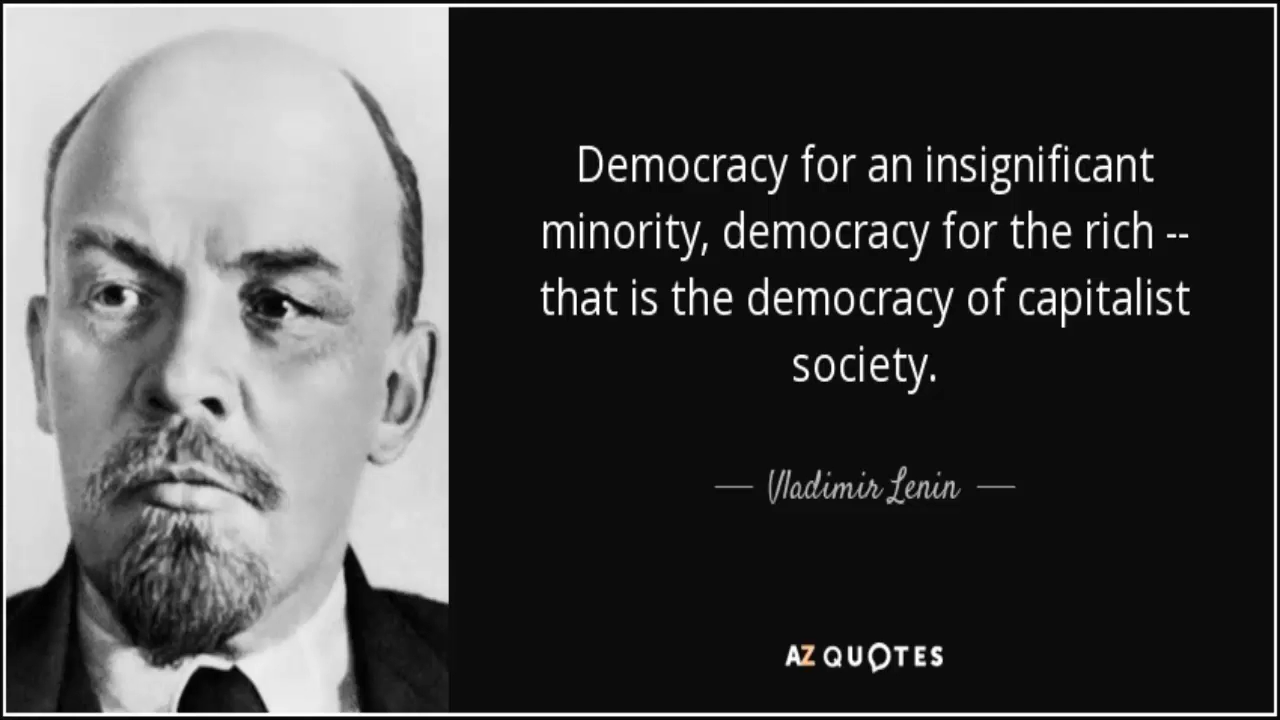 Democracy for an insignificant
minority, democracy for the rich --
that is the democracy of capitalist
society.
Vladimir Lenin
AZ QUOTES